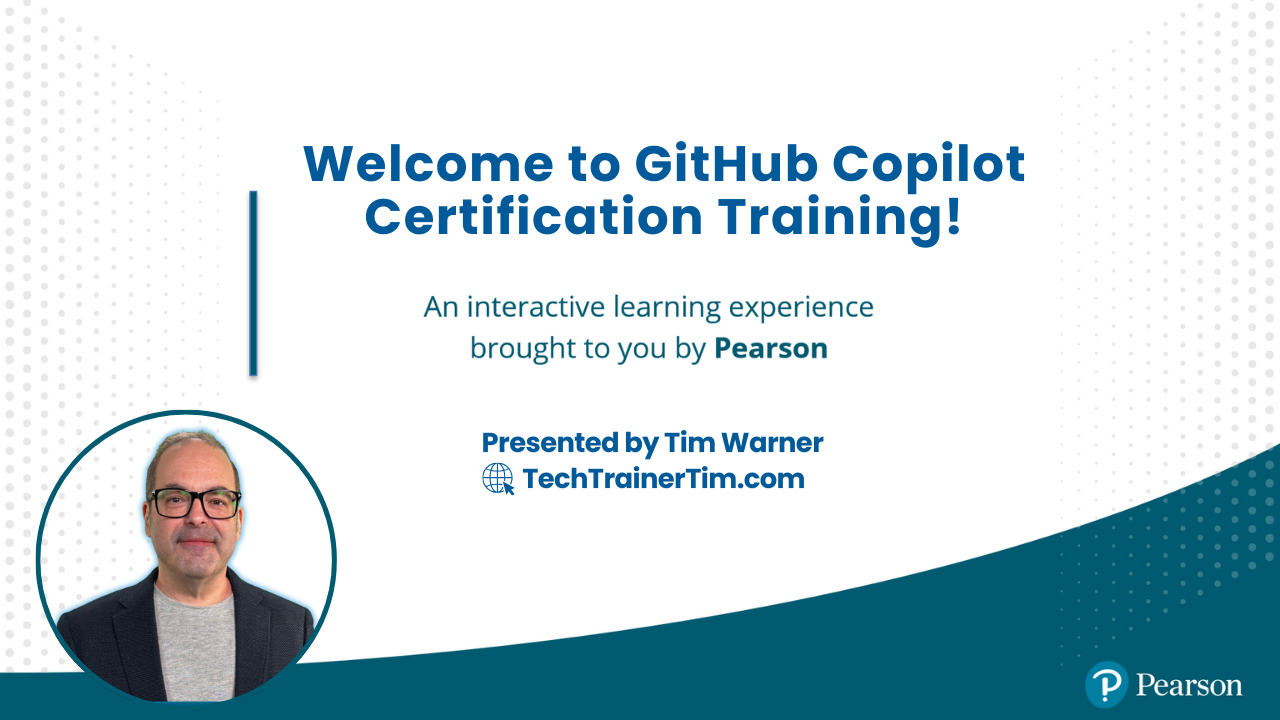 Welcome to GitHub Copilot
Certification Training!
An interactive learning experience
brought to you by Pearson
Presented by Tim Warner
TechTrainerTim.com
Pearson